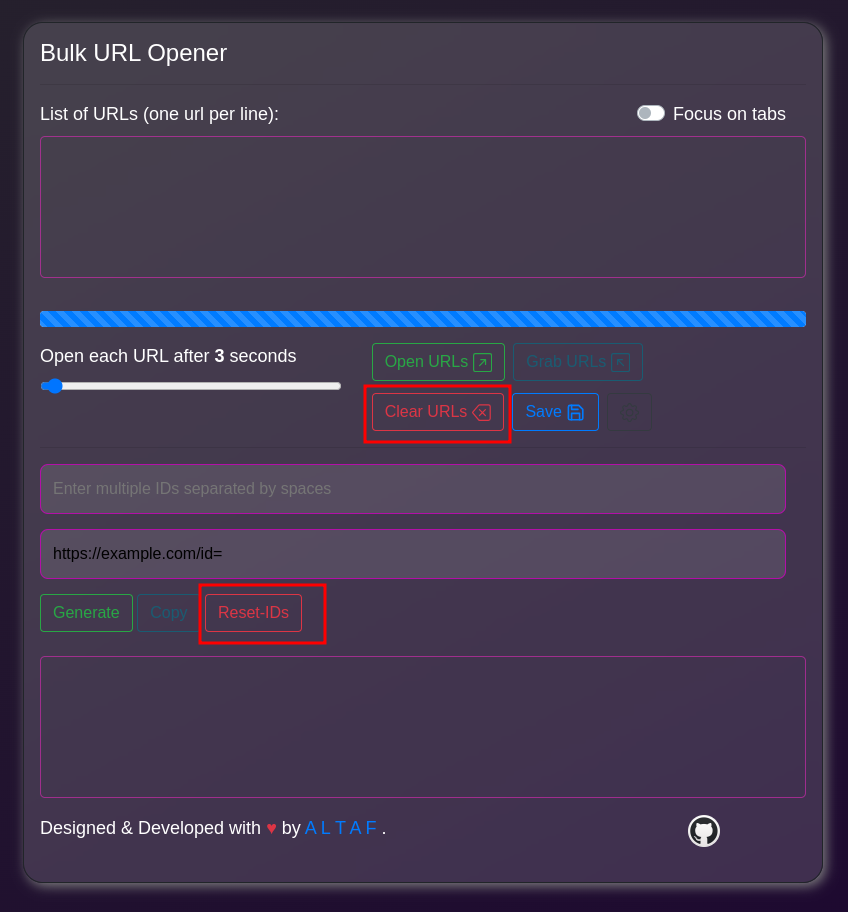 Bulk URL Opener
List of URLs (one url per line):
Focus on tabs
Open each URL after 3 seconds
Open URLs
Grab URLs
Clear URLs
Save
Enter multiple IDs separated by spaces
https://example.com/id=
Generate
Copy
Reset-IDs
Designed & Developed with ♥ by A L T A F .